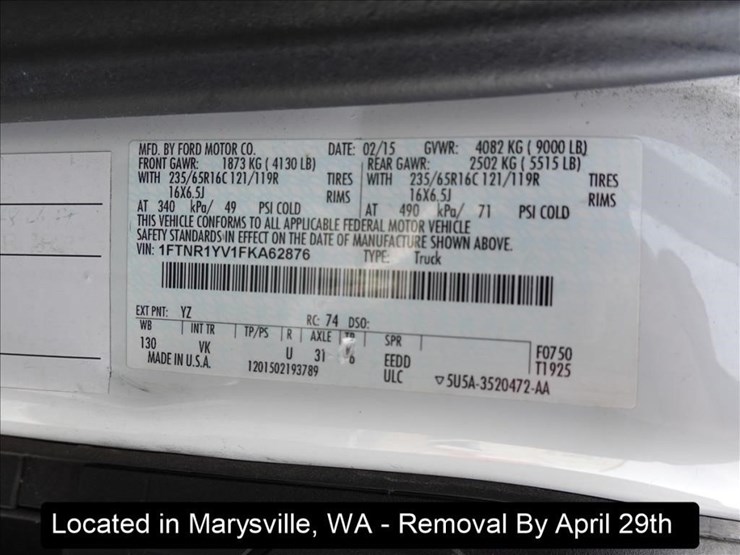 MFD. BY FORD MOTOR CO. DATE: 02/15 GVWR: 4082 KG ( 9000 LB)
FRONT GAWR: 1873 KG ( 4130 LB) REAR GAWR: 2502 KG ( 5515 LB)
WITH 235/65R16C 121/119R TIRES WITH 235/65R16C 121/119R TIRES
16X6.5J RIMS 16X6.5J RIMS
AT 340 kPa/ 49 PSI COLD AT 490 kPa/ 71 PSI COLD
THIS VEHICLE CONFORMS TO ALL APPLICABLE FEDERAL MOTOR VEHICLE
SAFETY STANDARDS IN EFFECT ON THE DATE OF MANUFACTURE SHOWN ABOVE.
VIN: 1FTNR1YV1FKA62876 TYPE: Truck
EXT PNT: YZ RC: 74 DSO:
WB INT TR TP/PS R AXLE TR SPR
130 VK U 31 6 EEDD F0750
MADE IN U.S.A. 1201502193789 ULC T1925
5U5A-3520472-AA
Located in Marysville, WA - Removal By April 29th